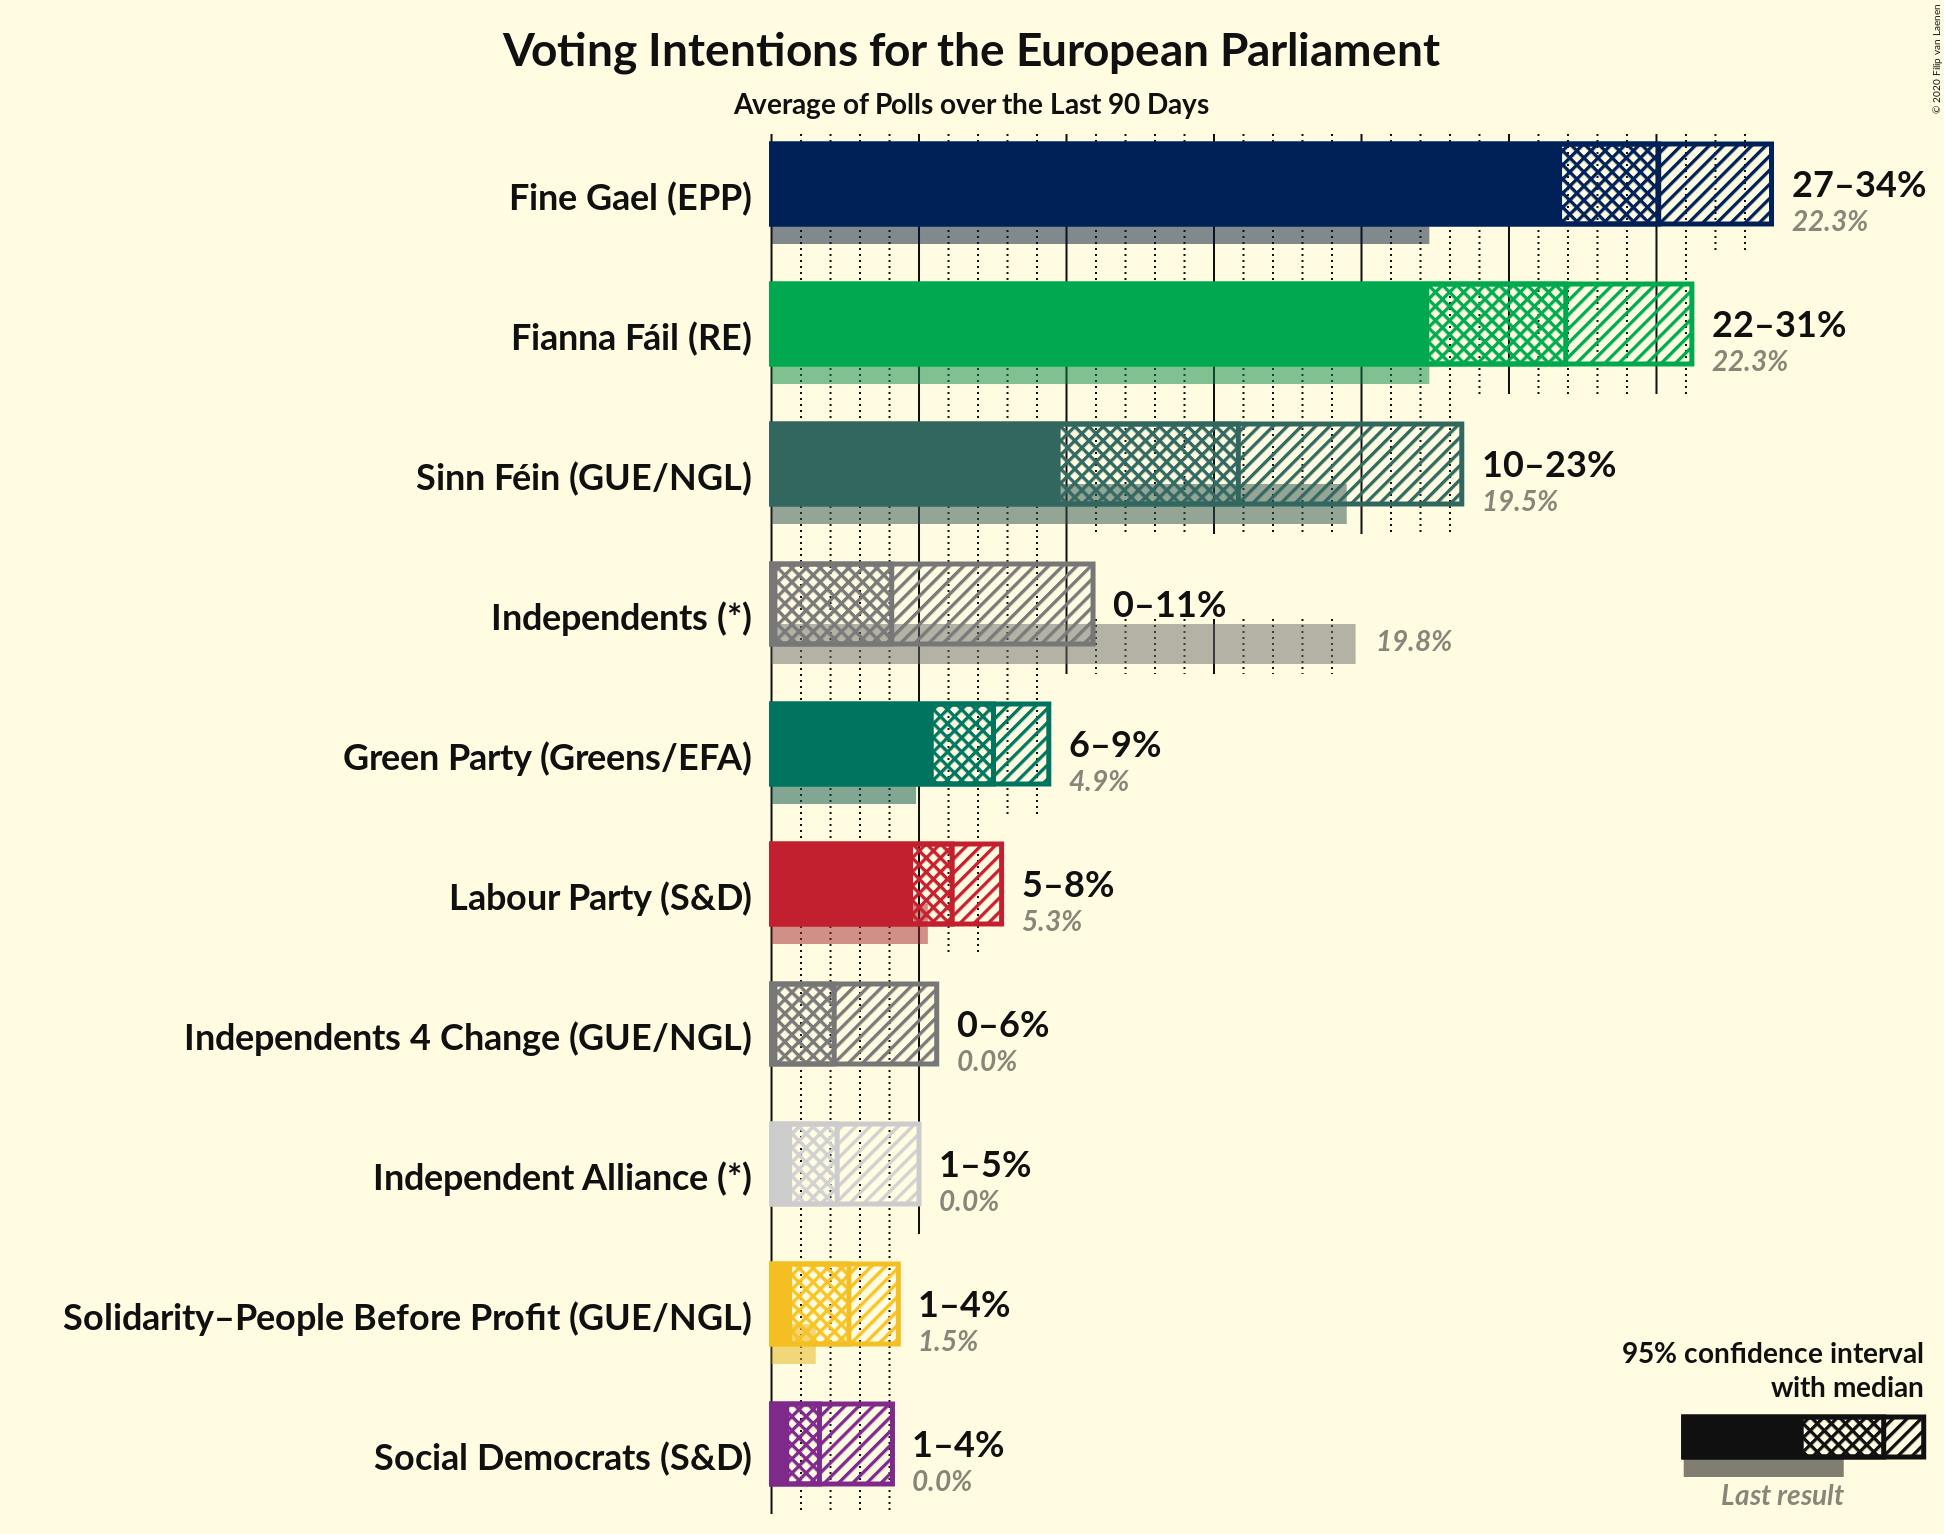 Voting Intentions for the European Parliament
Average of Polls over the Last 90 Days
© 2020 Filip van Laenen
Fine Gael (EPP)
27–34%
22.3%
Fianna Fáil (RE)
22–31%
22.3%
Sinn Féin (GUE/NGL)
10–23%
19.5%
Independents (*)
0–11%
19.8%
Green Party (Greens/EFA)
6–9%
4.9%
Labour Party (S&D)
5–8%
5.3%
Independents 4 Change (GUE/NGL)
0–6%
0.0%
Independent Alliance (*)
1–5%
0.0%
Solidarity–People Before Profit (GUE/NGL)
1–4%
1.5%
Social Democrats (S&D)
1–4%
0.0%
95% confidence interval
with median
Last result